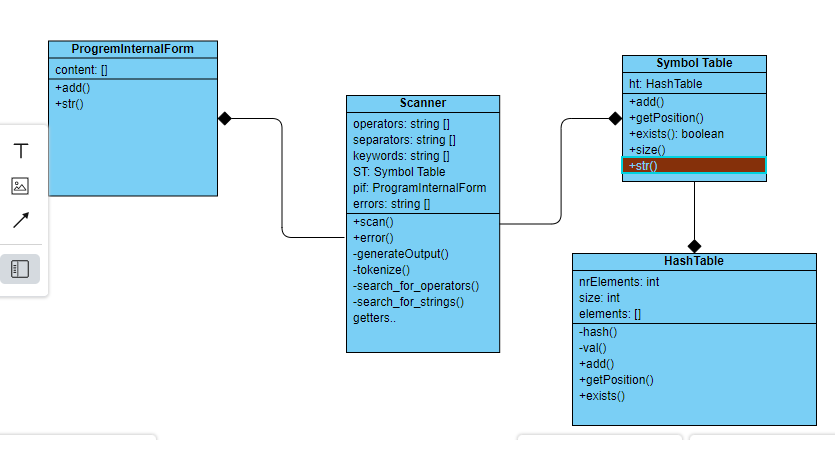 ProgremInternalForm
content: []
+add()
+str()
T
Scanner
operators: string []
separators: string []
keywords: string []
ST: Symbol Table
pif: ProgramInternalForm
errors: string []
+scan()
+error()
-generateOutput()
-tokenize()
-search_for_operators()
-search_for_strings()
getters..
Symbol Table
ht: HashTable
+add()
+getPosition()
+exists(): boolean
+size()
+str()
HashTable
nrElements: int
size: int
elements: []
-hash()
-val()
+add()
+getPosition()
+exists()